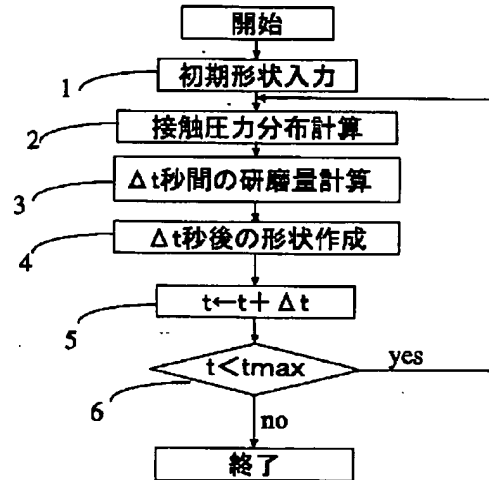 開始
1
初期形状入力
2
接触圧力分布計算
3
Δt秒間の研磨量計算
4
Δt秒後の形状作成
5
t←t+Δt
t<tmax
yes
6
no
終了